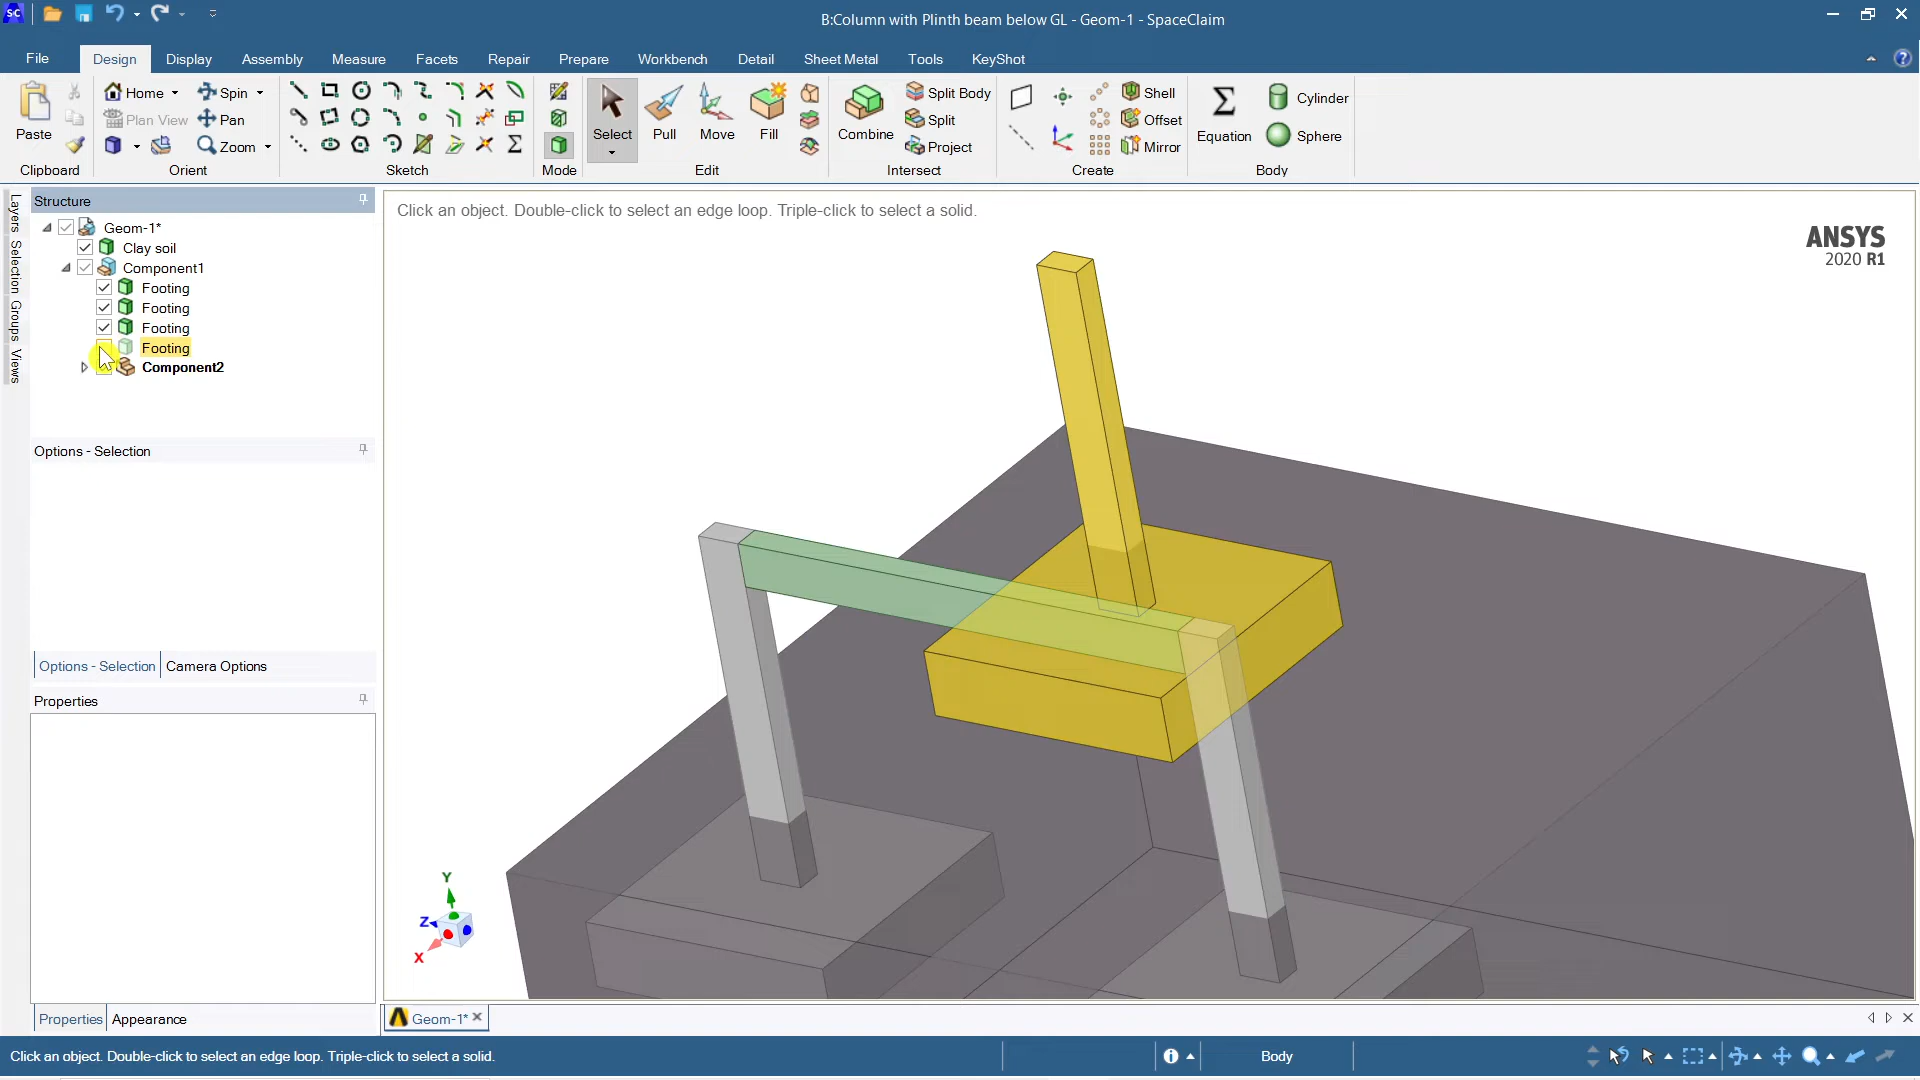 SC
B:Column with Plinth beam below GL - Geom-1 - SpaceClaim
File Design Display Assembly Measure Facets Repair Prepare Workbench Detail Sheet Metal Tools KeyShot
Home Spin Split Body Shell Cylinder
Plan View Pan Split Offset
Paste Select Pull Move Fill Combine Equation Sphere
Zoom Project Mirror
Clipboard Orient Sketch Mode Edit Intersect Create Body
Layers Selection Groups Views
Structure
Click an object. Double-click to select an edge loop. Triple-click to select a solid.
Geom-1*
Clay soil
Component1
Footing
Footing
Footing
Footing
Component2
ANSYS
2020 R1
Options - Selection
Options - Selection Camera Options
Properties
Y
Z
X
Properties Appearance
Geom-1*
Click an object. Double-click to select an edge loop. Triple-click to select a solid.
Body